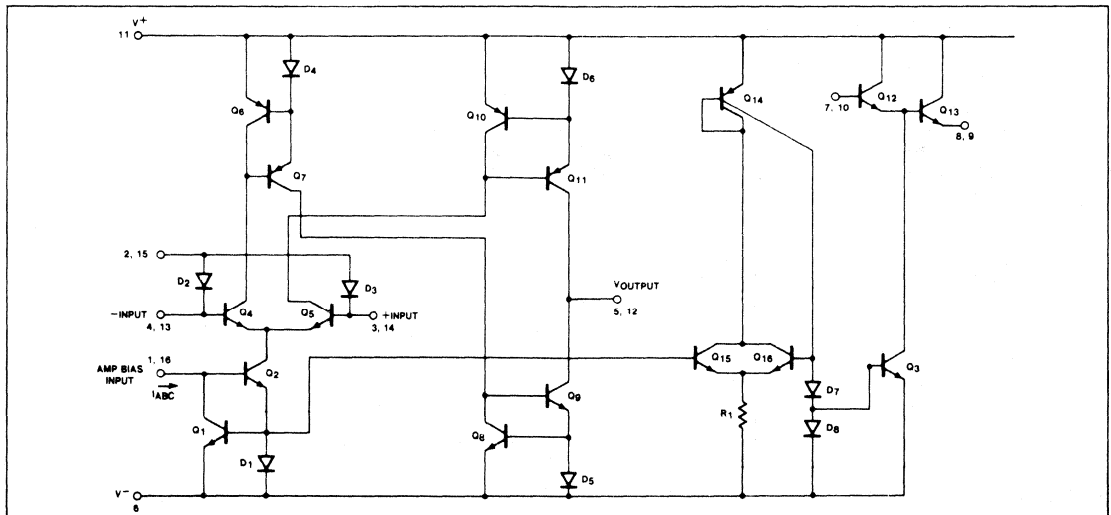 V+
11
D4
D6
Q6
Q10
Q14
Q12
7, 10
Q13
8, 9
Q7
Q11
2, 15
D2
D3
VOUTPUT
5, 12
−INPUT
4, 13
Q4
Q5
+INPUT
3, 14
1, 16
AMP BIAS
INPUT
IABC
Q2
Q15
Q16
Q3
D7
Q9
R1
D8
Q1
Q8
D1
D5
V−
6